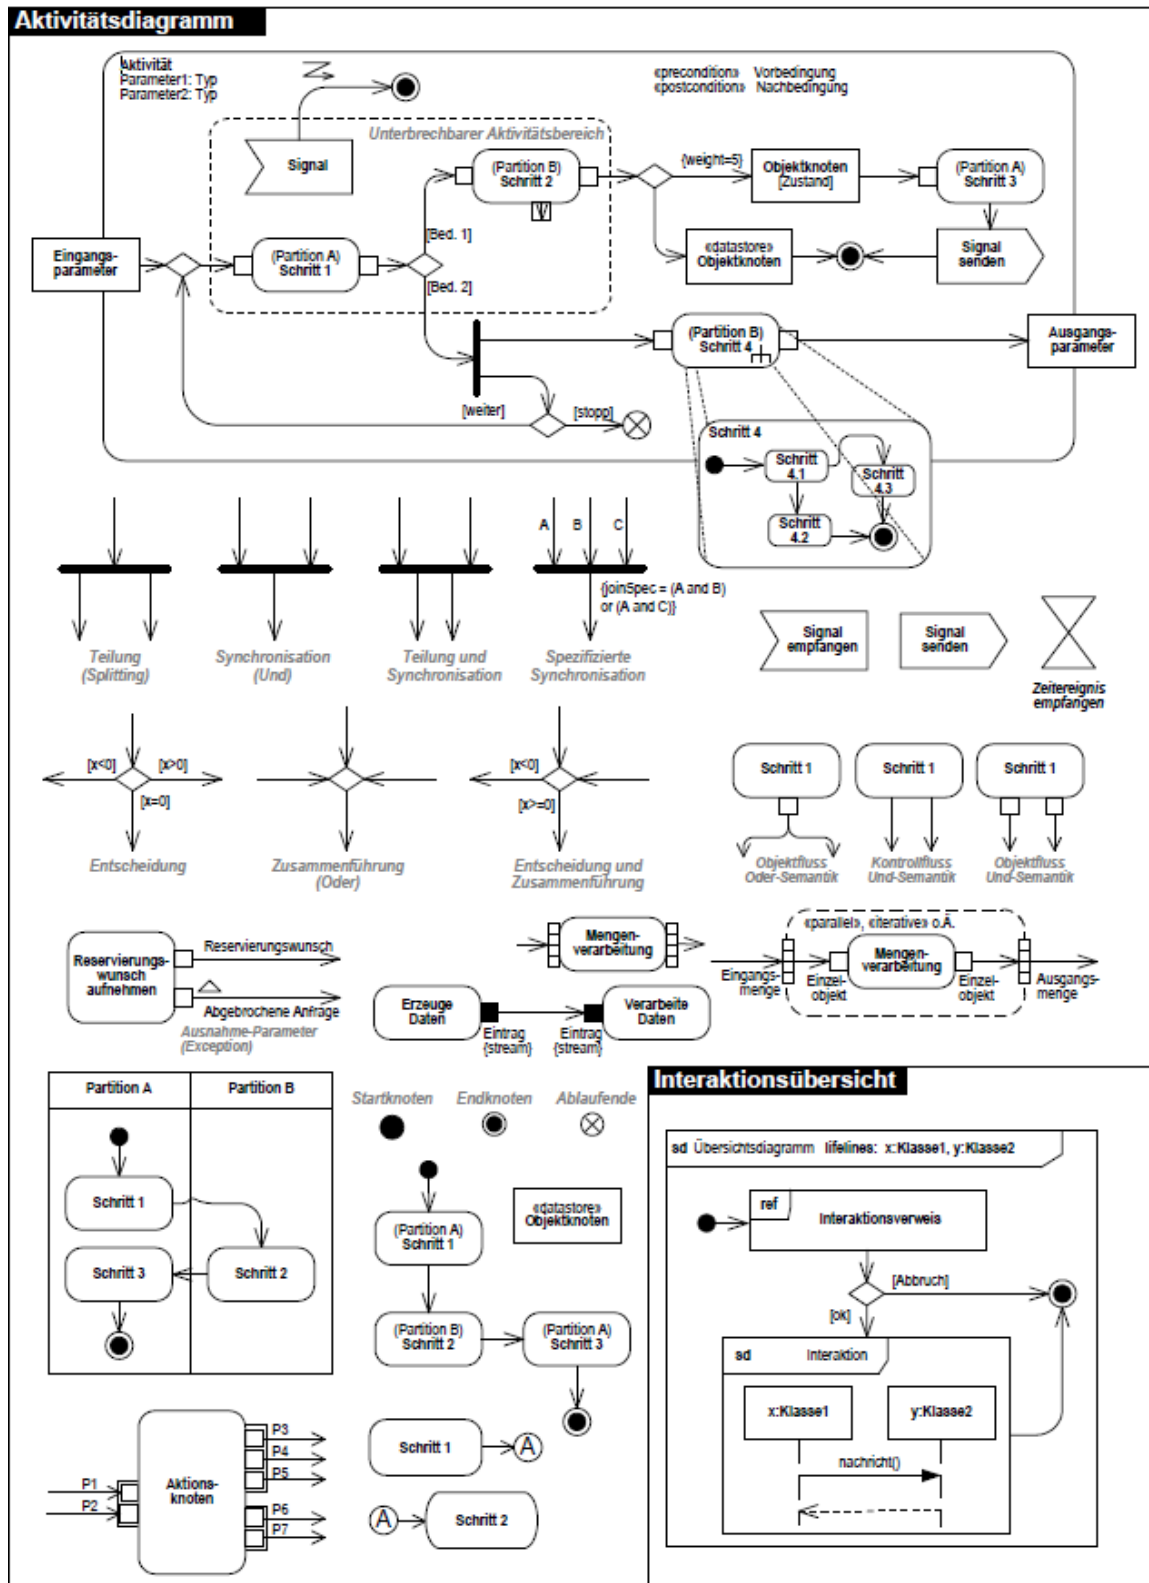 Aktivitätsdiagramm
Aktivität
Parameter1: Typ
Parameter2: Typ
«precondition» Vorbedingung
«postcondition» Nachbedingung
Unterbrechbarer Aktivitätsbereich
Signal
(Partition B)
Schritt 2
{weight=5}
Objektknoten
[Zustand]
(Partition A)
Schritt 3
[Bed. 1]
Eingangs-
parameter
(Partition A)
Schritt 1
«datastore»
Objektknoten
Signal
senden
[Bed. 2]
(Partition B)
Schritt 4
Ausgangs-
parameter
[weiter]
[stopp]
Schritt 4
Schritt
4.1
Schritt
4.3
Schritt
4.2
A
B
C
{joinSpec = (A and B)
or (A and C)}
Teilung
(Splitting)
Synchronisation
(Und)
Teilung und
Synchronisation
Spezifizierte
Synchronisation
Signal
empfangen
Signal
senden
Zeitereignis
empfangen
[x<0]
[x>0]
[x=0]
[x<0]
[x>=0]
Entscheidung
Zusammenführung
(Oder)
Entscheidung und
Zusammenführung
Schritt 1
Schritt 1
Schritt 1
Objektfluss
Oder-Semantik
Kontrollfluss
Und-Semantik
Objektfluss
Und-Semantik
Reservierungs-
wunsch
aufnehmen
Reservierungswunsch
Abgebrochene Anfrage
Ausnahme-Parameter
(Exception)
Mengen-
verarbeitung
Erzeuge
Daten
Eintrag
{stream}
Eintrag
{stream}
Verarbeite
Daten
«parallel», «iterative» o.Ä.
Mengen-
verarbeitung
Eingangs-
menge
Einzel-
objekt
Einzel-
objekt
Ausgangs-
menge
Partition A
Partition B
Schritt 1
Schritt 3
Schritt 2
Startknoten
Endknoten
Ablaufende
(Partition A)
Schritt 1
«datastore»
Objektknoten
(Partition B)
Schritt 2
(Partition A)
Schritt 3
P1
P2
Aktions-
knoten
P3
P4
P5
P6
P7
Schritt 1
A
A
Schritt 2
Interaktionsübersicht
sd Übersichtsdiagramm lifelines: x:Klasse1, y:Klasse2
ref
Interaktionsverweis
[Abbruch]
[ok]
sd Interaktion
x:Klasse1
y:Klasse2
nachricht()